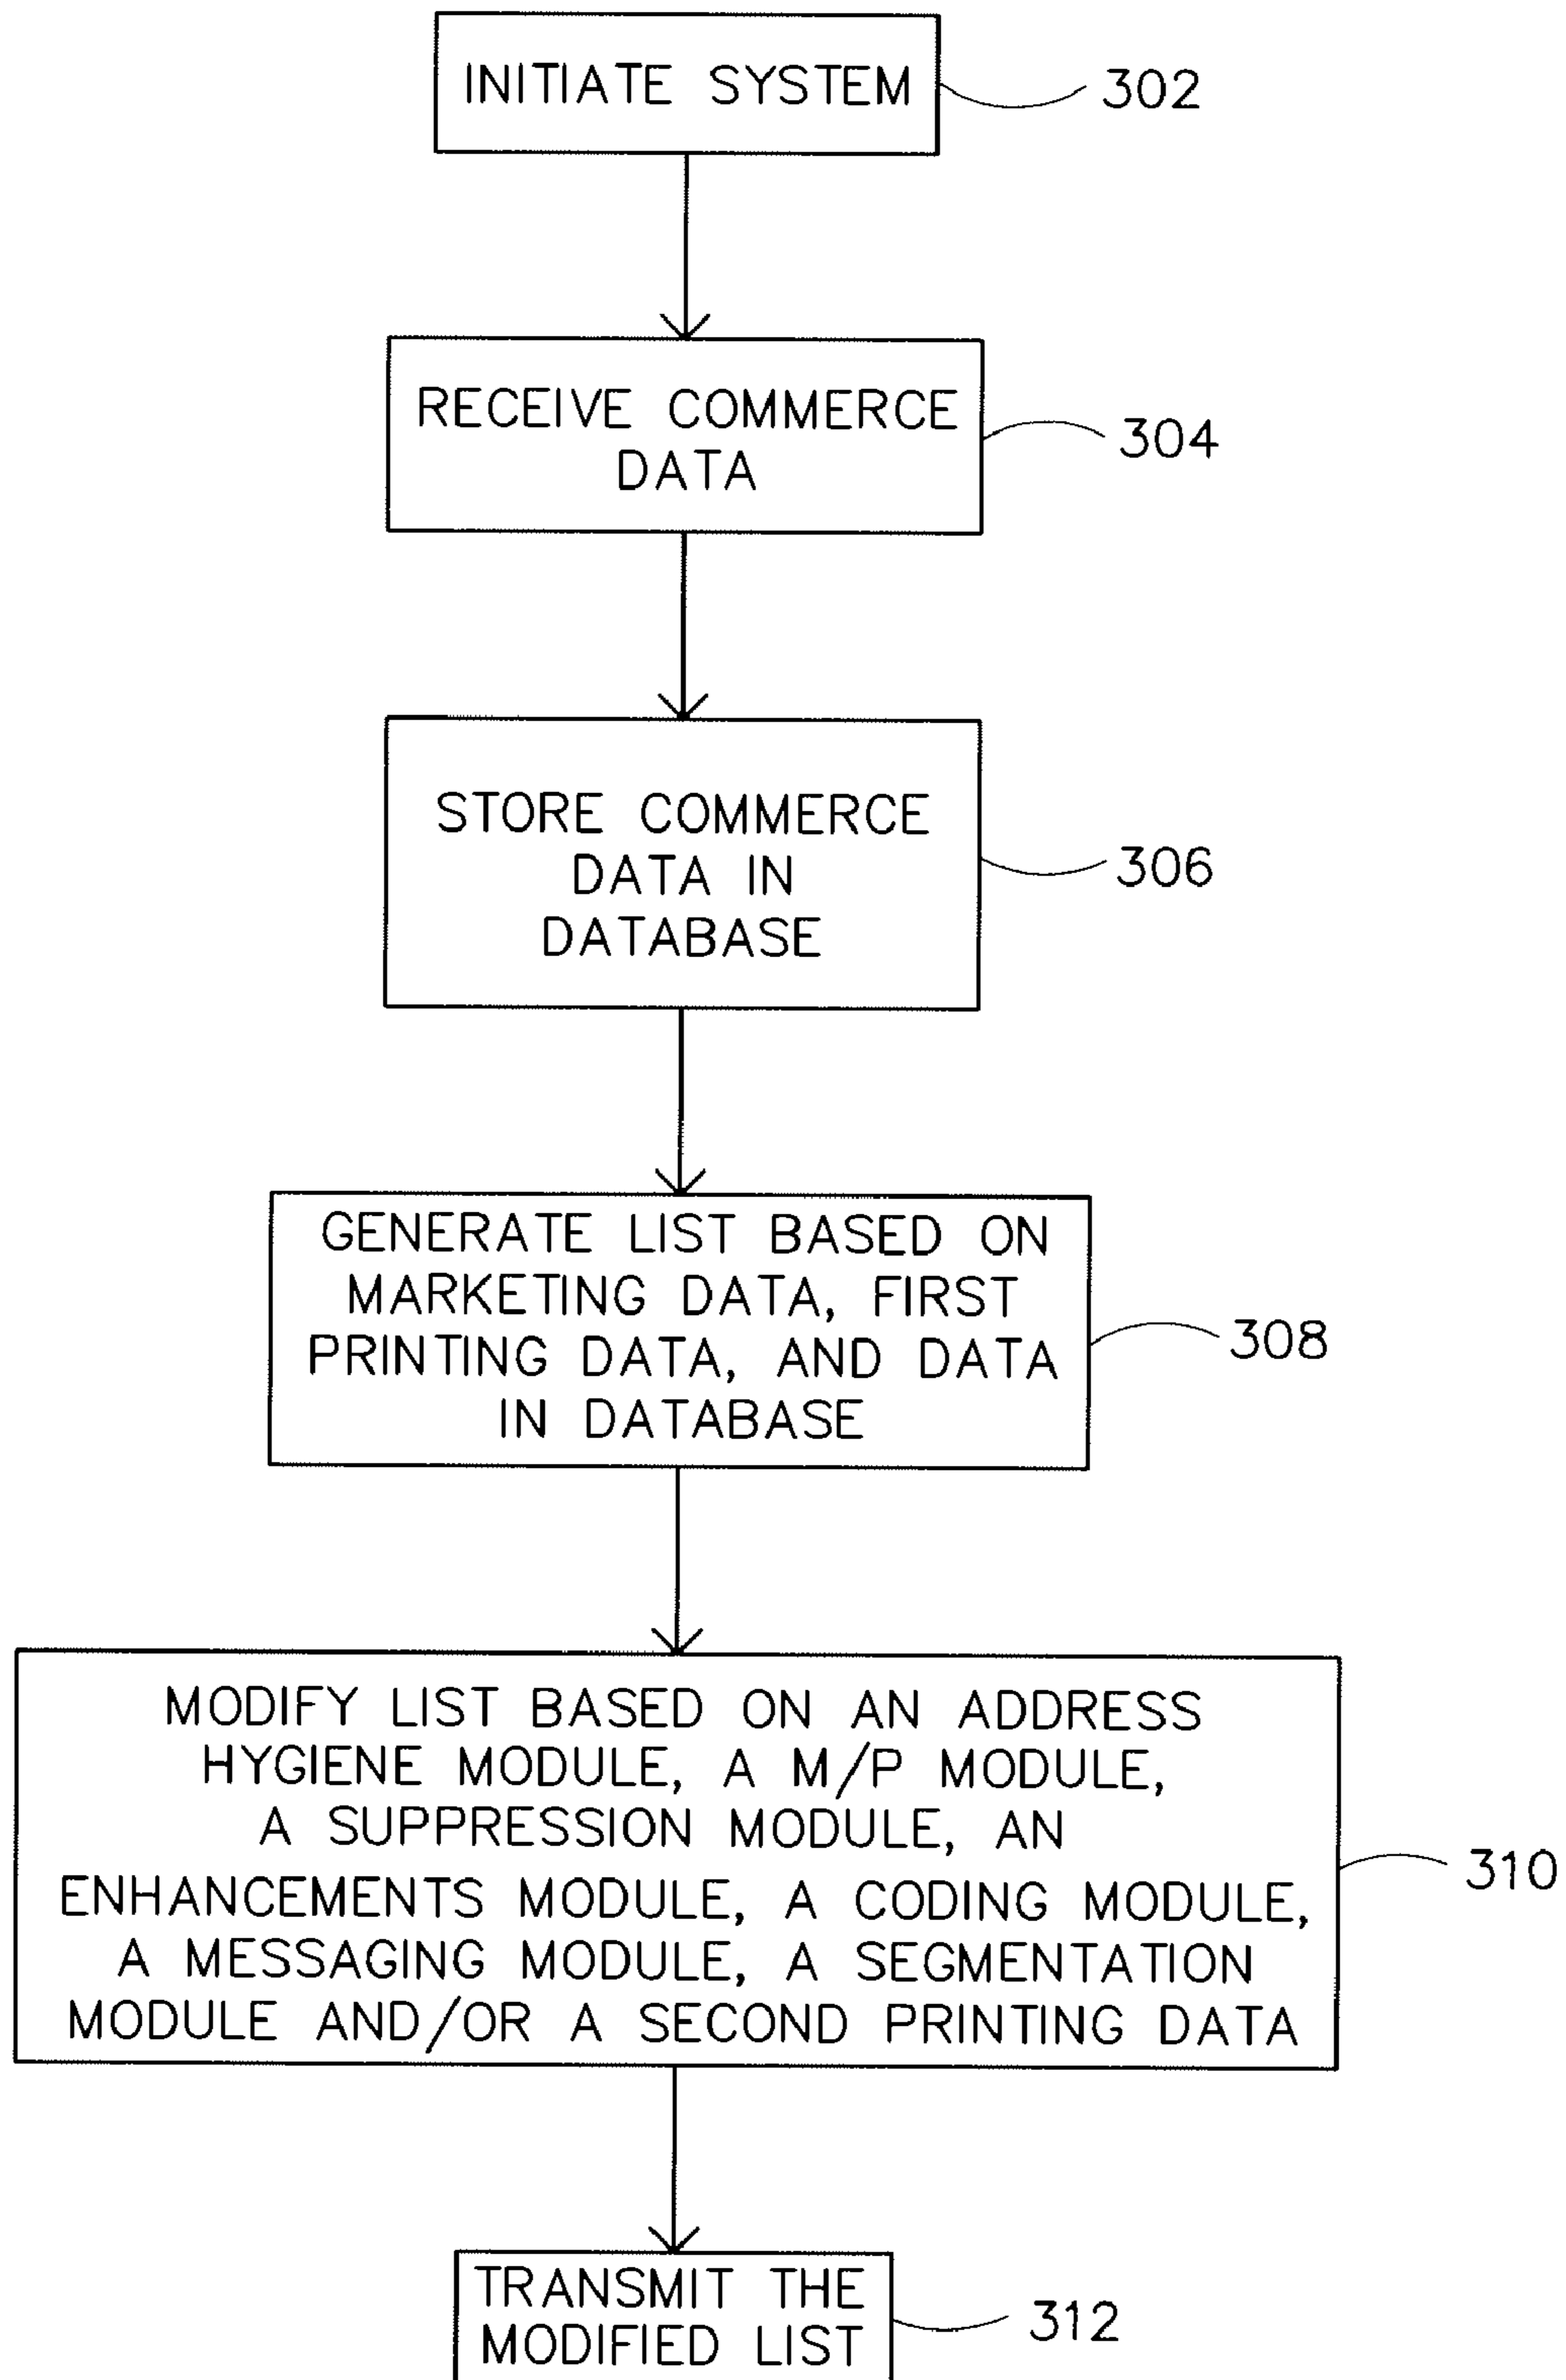 INITIATE SYSTEM
302
RECEIVE COMMERCE
DATA
304
STORE COMMERCE
DATA IN
DATABASE
306
GENERATE LIST BASED ON
MARKETING DATA, FIRST
PRINTING DATA, AND DATA
IN DATABASE
308
MODIFY LIST BASED ON AN ADDRESS
HYGIENE MODULE, A M/P MODULE,
A SUPPRESSION MODULE, AN
ENHANCEMENTS MODULE, A CODING MODULE,
A MESSAGING MODULE, A SEGMENTATION
MODULE AND/OR A SECOND PRINTING DATA
310
TRANSMIT THE
MODIFIED LIST
312